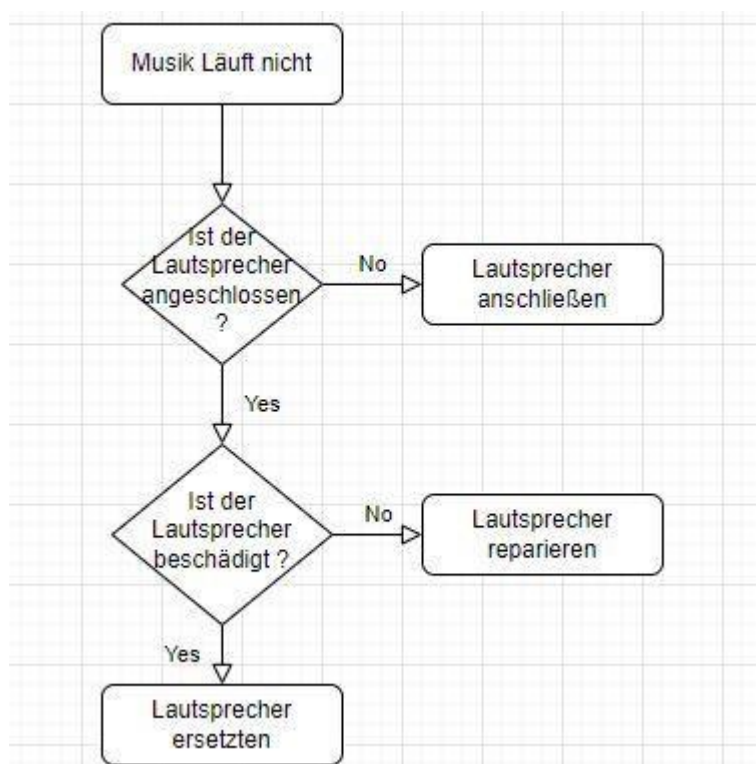 Musik Läuft nicht
Ist der
Lautsprecher
angeschlossen
?
No
Lautsprecher
anschließen
Yes
Ist der
Lautsprecher
beschädigt ?
No
Lautsprecher
reparieren
Yes
Lautsprecher
ersetzten